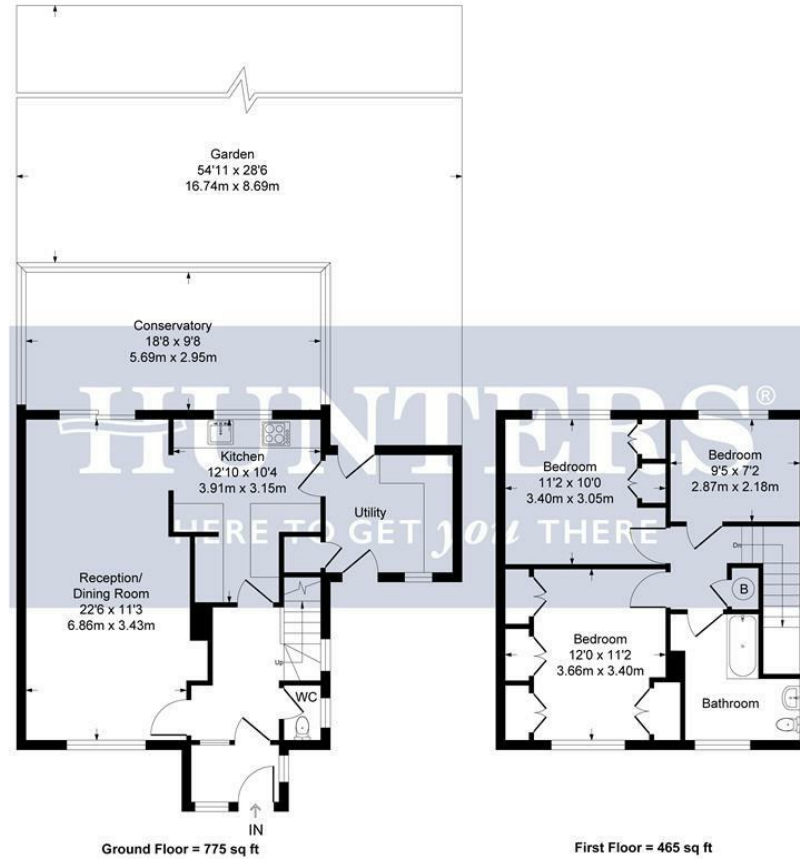 Garden
54'11 x 28'6
16.74m x 8.69m
Conservatory
18'8 x 9'8
5.69m x 2.95m
HUNTERS®
HERE TO GET you THERE
Kitchen
12'10 x 10'4
3.91m x 3.15m
Utility
Reception/
Dining Room
22'6 x 11'3
6.86m x 3.43m
Up
WC
IN
Ground Floor = 775 sq ft
Bedroom
11'2 x 10'0
3.40m x 3.05m
Bedroom
9'5 x 7'2
2.87m x 2.18m
Dn
B
Bedroom
12'0 x 11'2
3.66m x 3.40m
Bathroom
First Floor = 465 sq ft